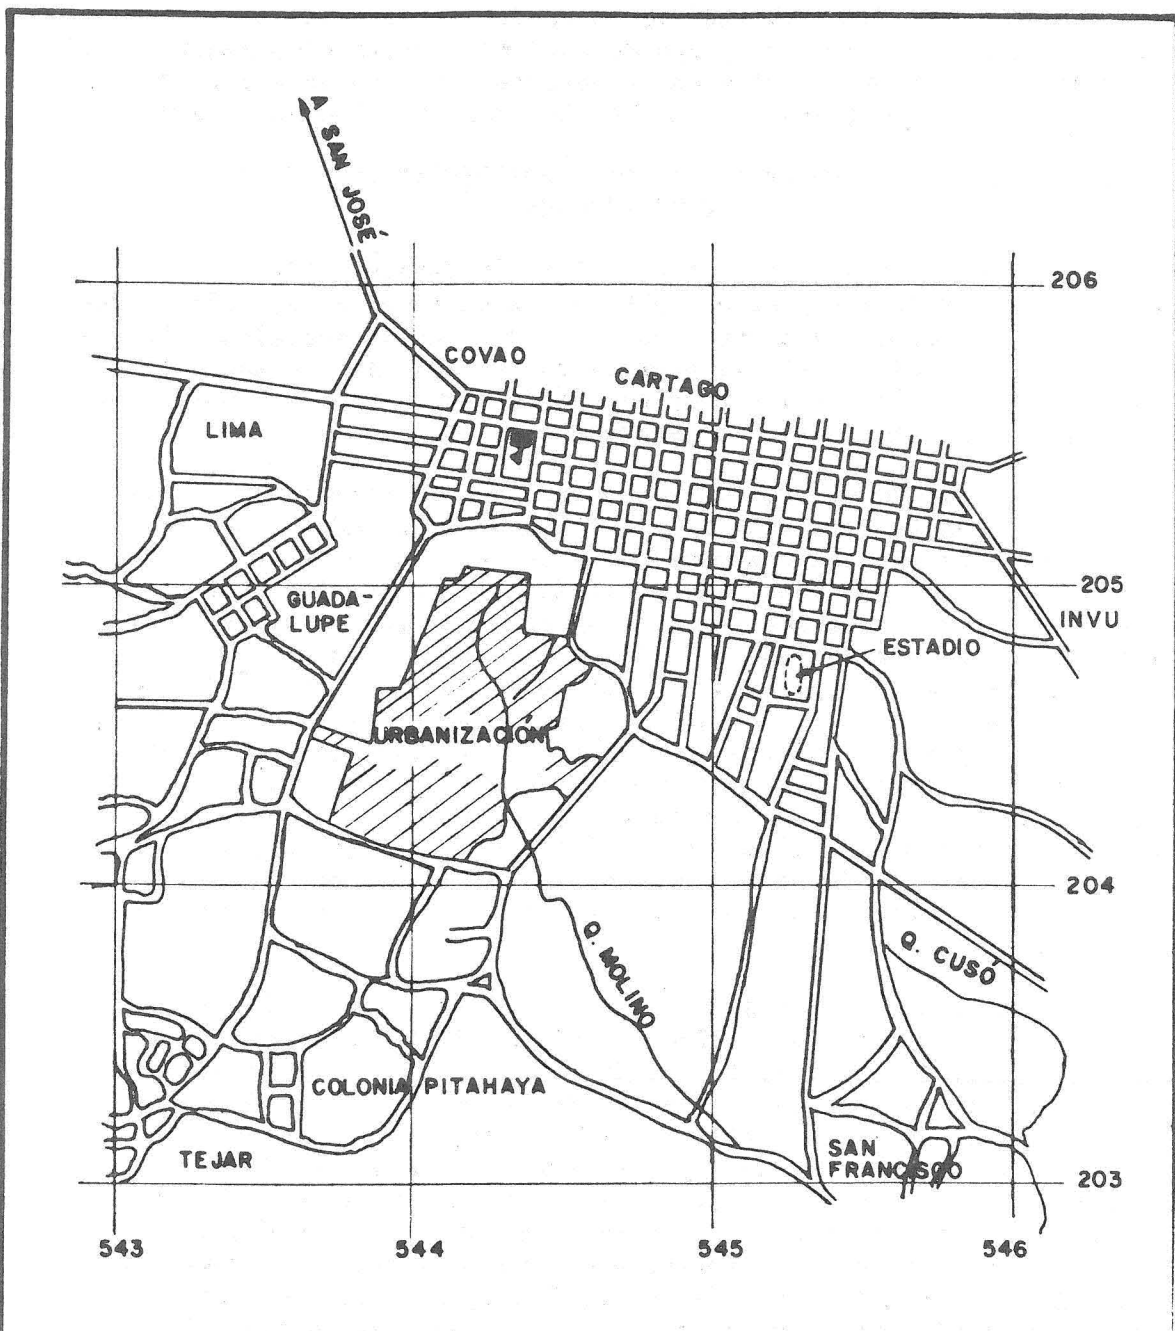 A SAN JOSÉ
206
COVAO
CARTAGO
LIMA
205
GUADA-
LUPE
INVU
ESTADIO
URBANIZACIÓN
204
Q. MOLINO
Q. CUSÓ
COLONIA PITAHAYA
TEJAR
SAN
FRANCISCO
203
543
544
545
546